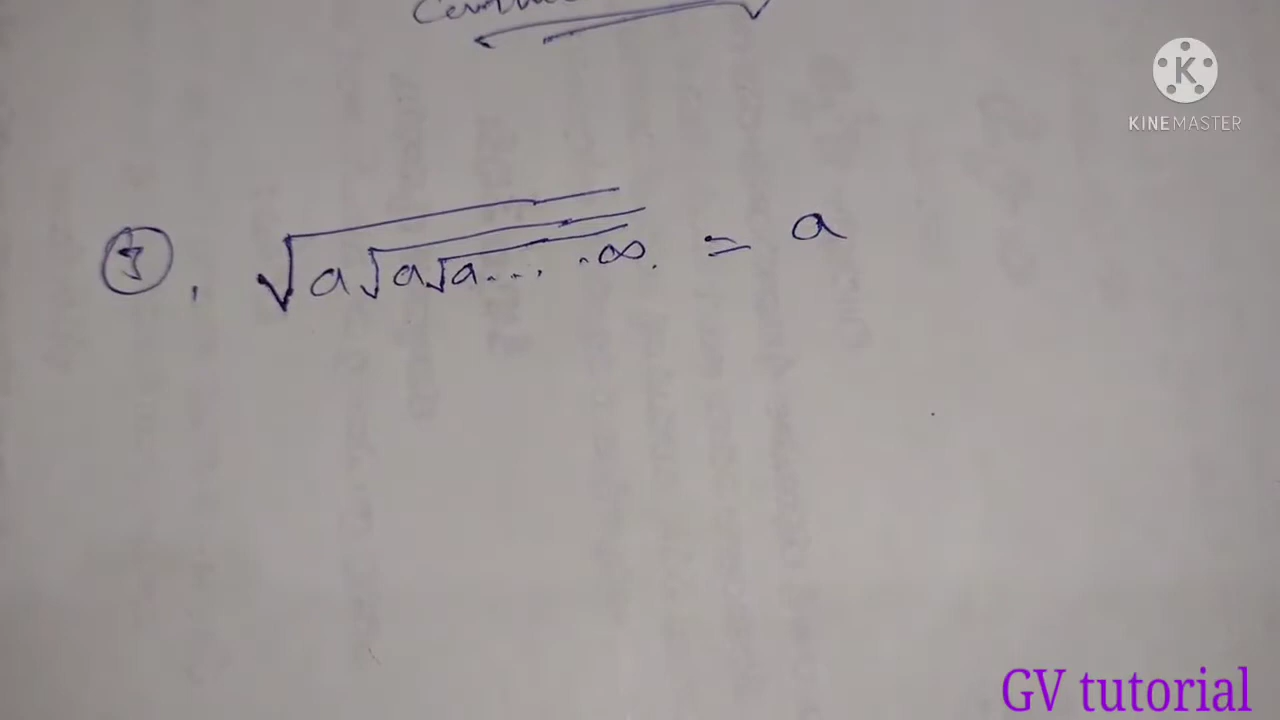 K
KINEMASTER
③. √a√a√a... .∞. = a
GV tutorial